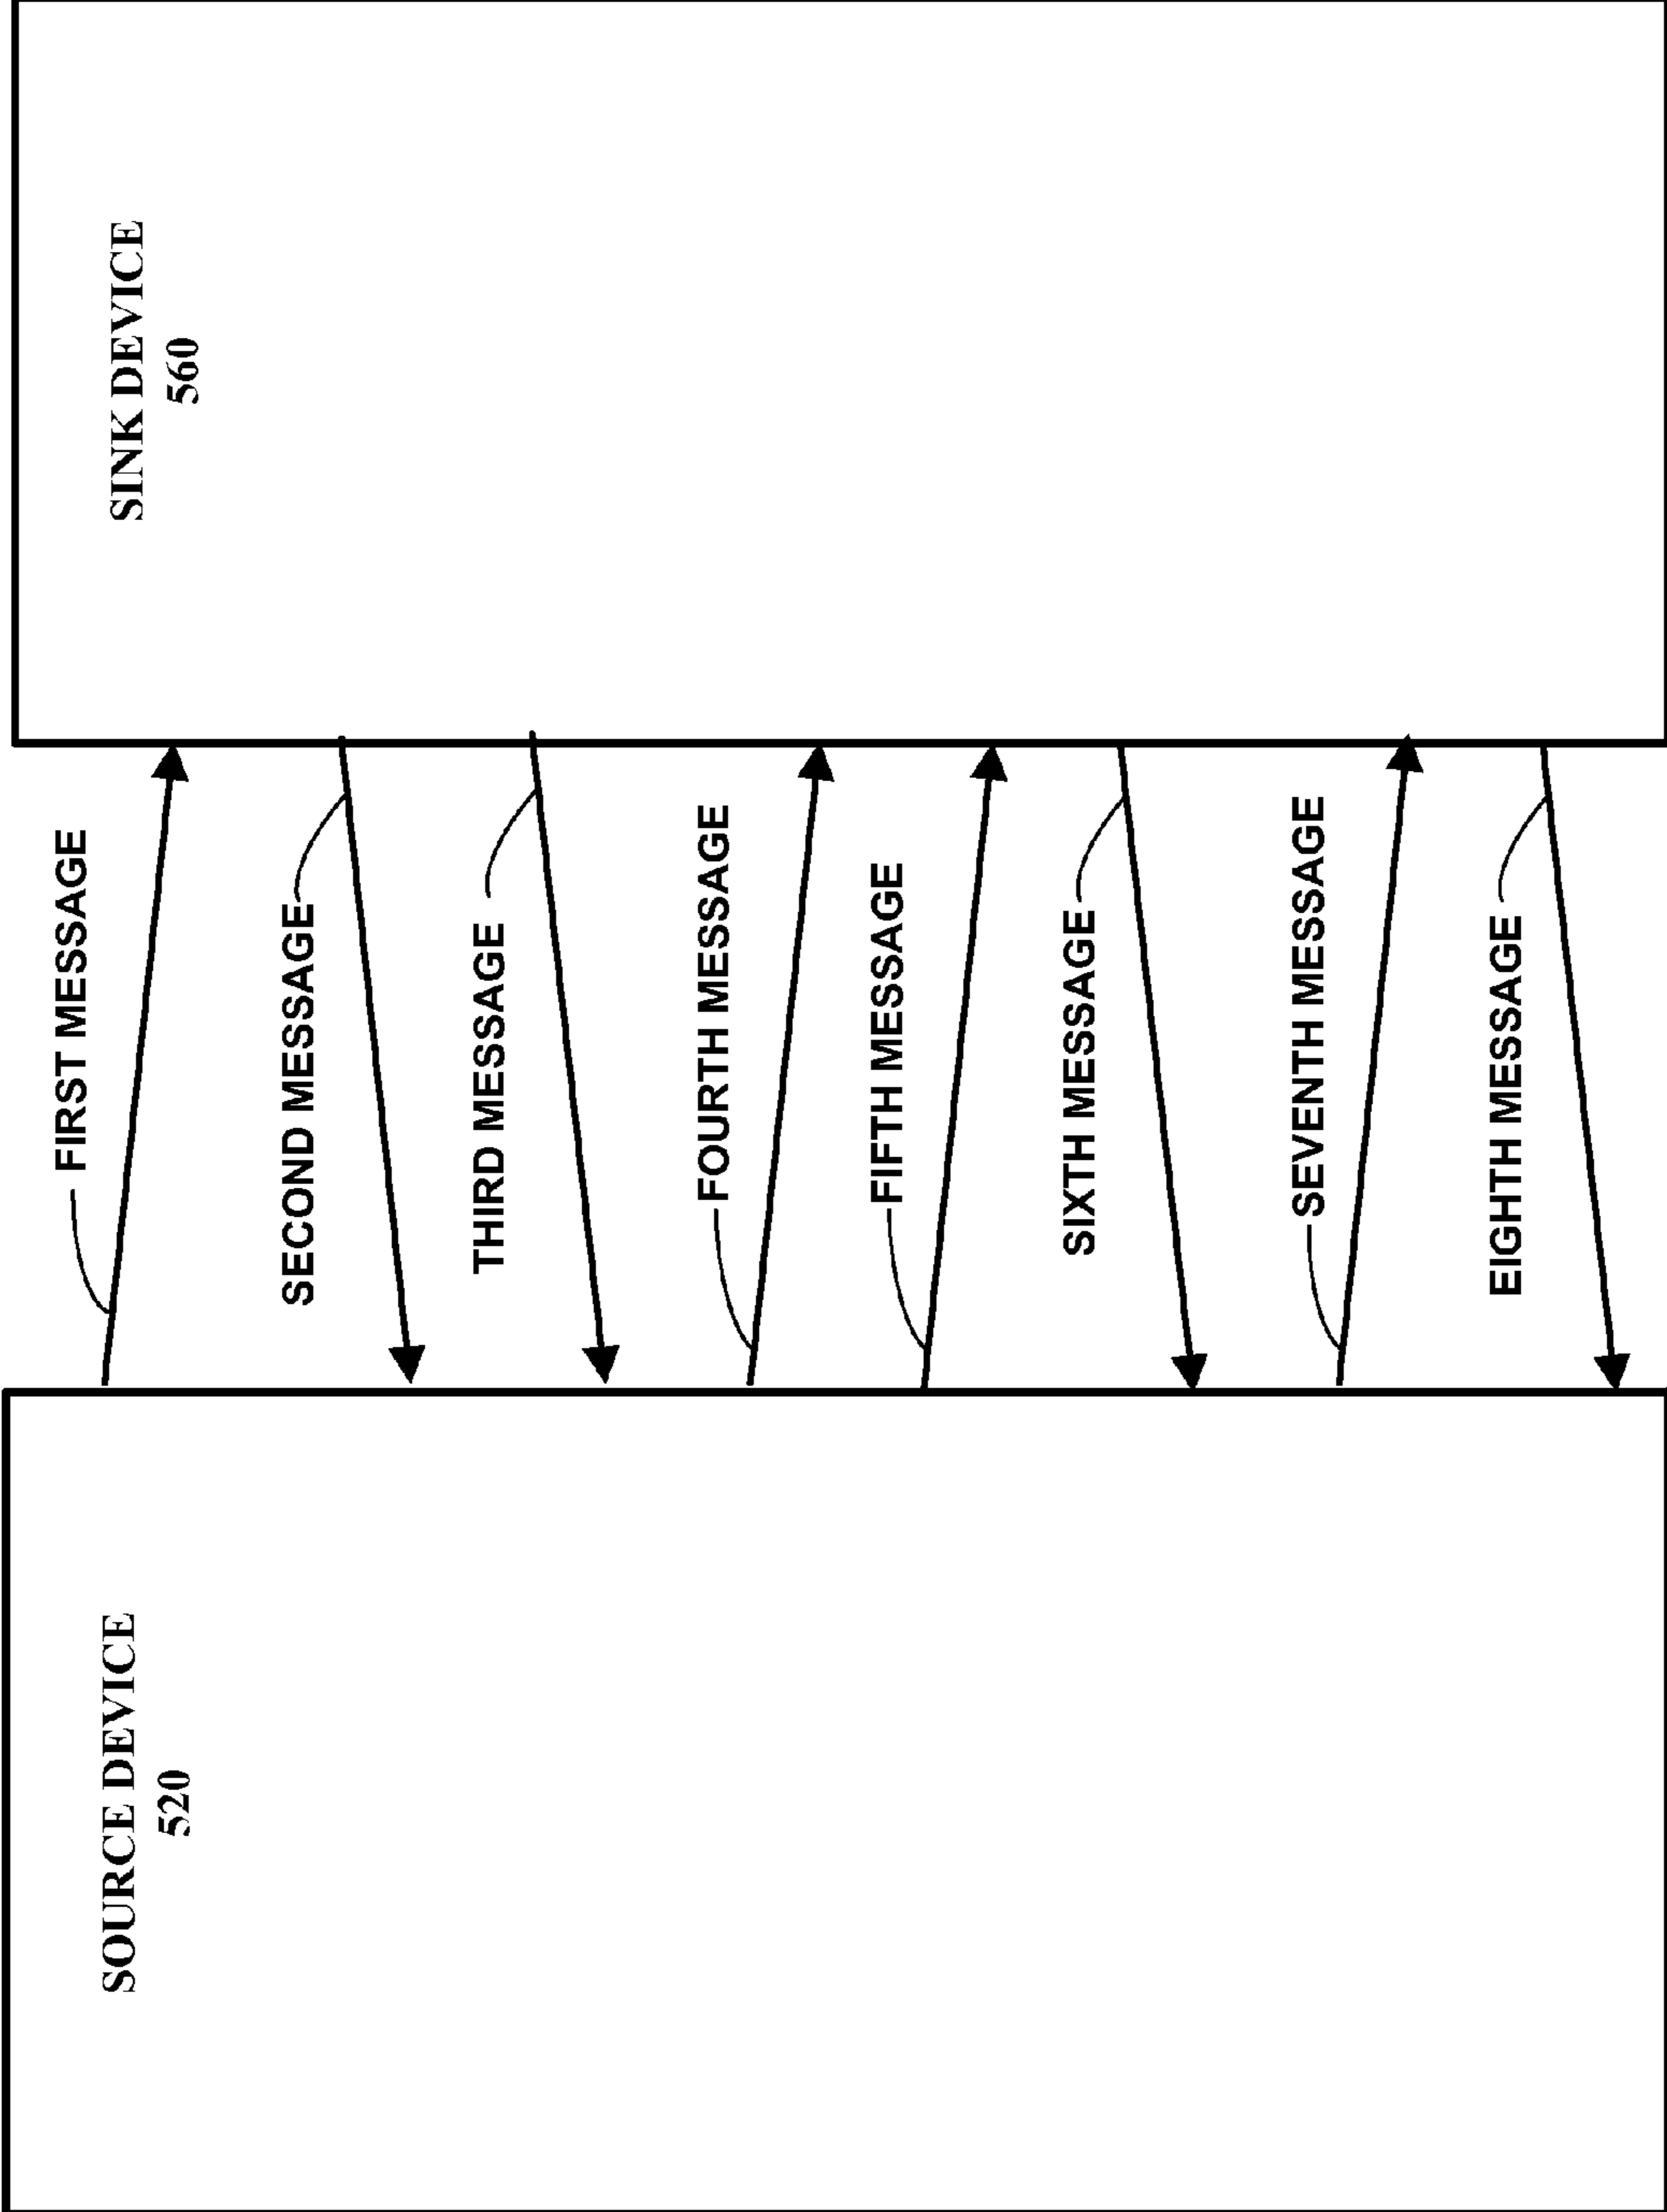 SOURCE DEVICE
520
SINK DEVICE
560
FIRST MESSAGE
SECOND MESSAGE
THIRD MESSAGE
FOURTH MESSAGE
FIFTH MESSAGE
SIXTH MESSAGE
SEVENTH MESSAGE
EIGHTH MESSAGE